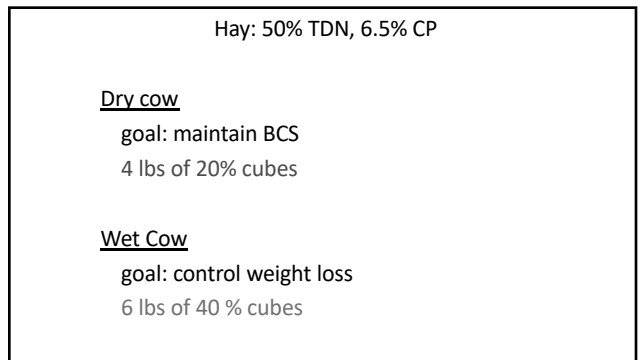 Hay: 50% TDN, 6.5% CP
Dry cow
goal: maintain BCS
4 lbs of 20% cubes
Wet Cow
goal: control weight loss
6 lbs of 40 % cubes